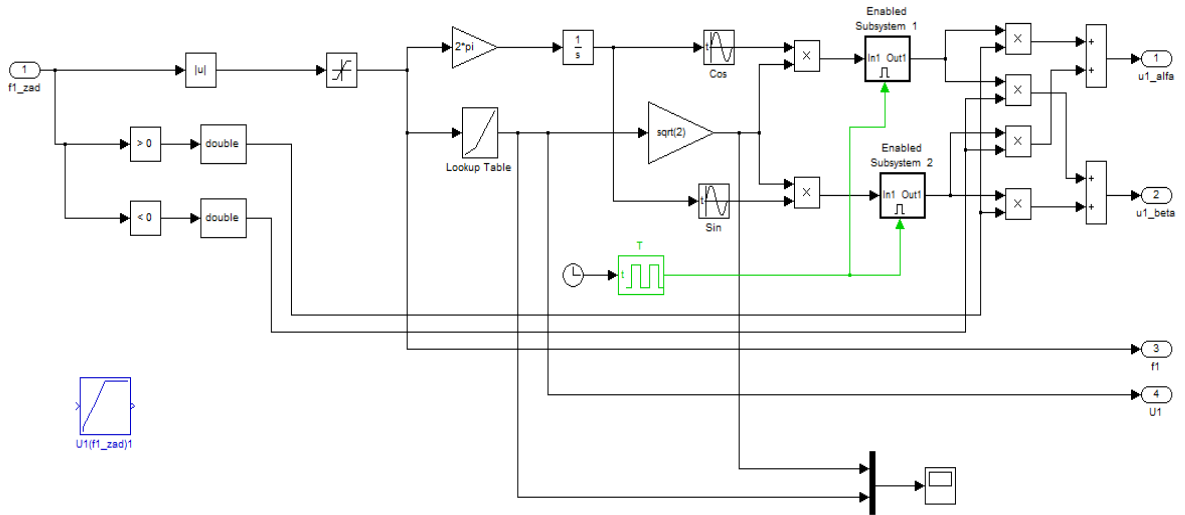 Enabled
Subsystem 1
1
f1_zad
|u|
2*pi
1
s
t
Cos
×
In1 Out1
×
+
+
1
u1_alfa
×
> 0
double
Lookup Table
sqrt(2)
Enabled
Subsystem 2
×
< 0
double
t
Sin
×
In1 Out1
×
+
+
2
u1_beta
T
t
3
f1
4
U1
U1(f1_zad)1